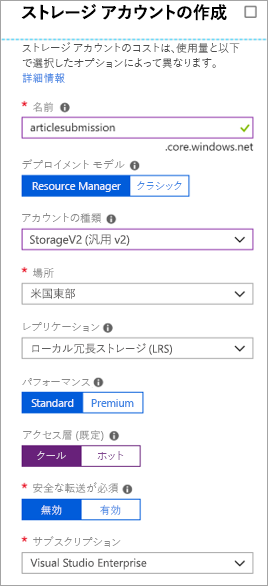 ストレージ アカウントの作成
ストレージ アカウントのコストは、使用量と以下
で選択したオプションによって異なります。
詳細情報
* 名前
articlesubmission
.core.windows.net
デプロイメント モデル
Resource Manager クラシック
アカウントの種類
StorageV2 (汎用 v2)
* 場所
米国東部
レプリケーション
ローカル冗長ストレージ (LRS)
パフォーマンス
Standard Premium
アクセス層 (既定)
クール ホット
* 安全な転送が必須
無効 有効
* サブスクリプション
Visual Studio Enterprise